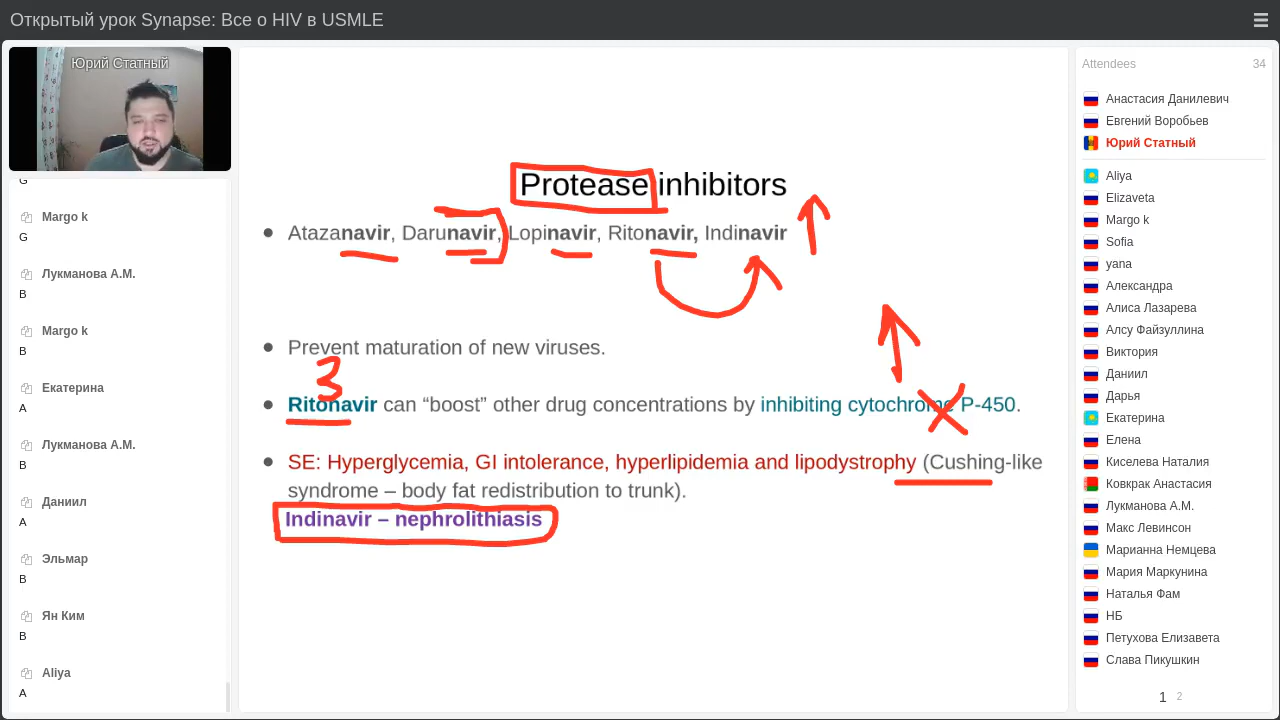 Открытый урок Synapse: Все о HIV в USMLE
Юрий Статный
G
Margo k
G
Лукманова А.М.
B
Margo k
B
Екатерина
A
Лукманова А.М.
B
Даниил
A
Эльмар
B
Ян Ким
B
Aliya
A
Protease inhibitors
Atazanavir, Darunavir, Lopinavir, Ritonavir, Indinavir
Prevent maturation of new viruses.
3
Ritonavir can “boost” other drug concentrations by inhibiting cytochrome P-450.
SE: Hyperglycemia, GI intolerance, hyperlipidemia and lipodystrophy (Cushing-like
syndrome – body fat redistribution to trunk).
Indinavir – nephrolithiasis
Attendees 34
Анастасия Данилевич
Евгений Воробьев
Юрий Статный
Aliya
Elizaveta
Margo k
Sofia
yana
Александра
Алиса Лазарева
Алсу Файзуллина
Виктория
Даниил
Дарья
Екатерина
Елена
Киселева Наталия
Ковкрак Анастасия
Лукманова А.М.
Макс Левинсон
Марианна Немцева
Мария Маркунина
Наталья Фам
НБ
Петухова Елизавета
Слава Пикушкин
1 2